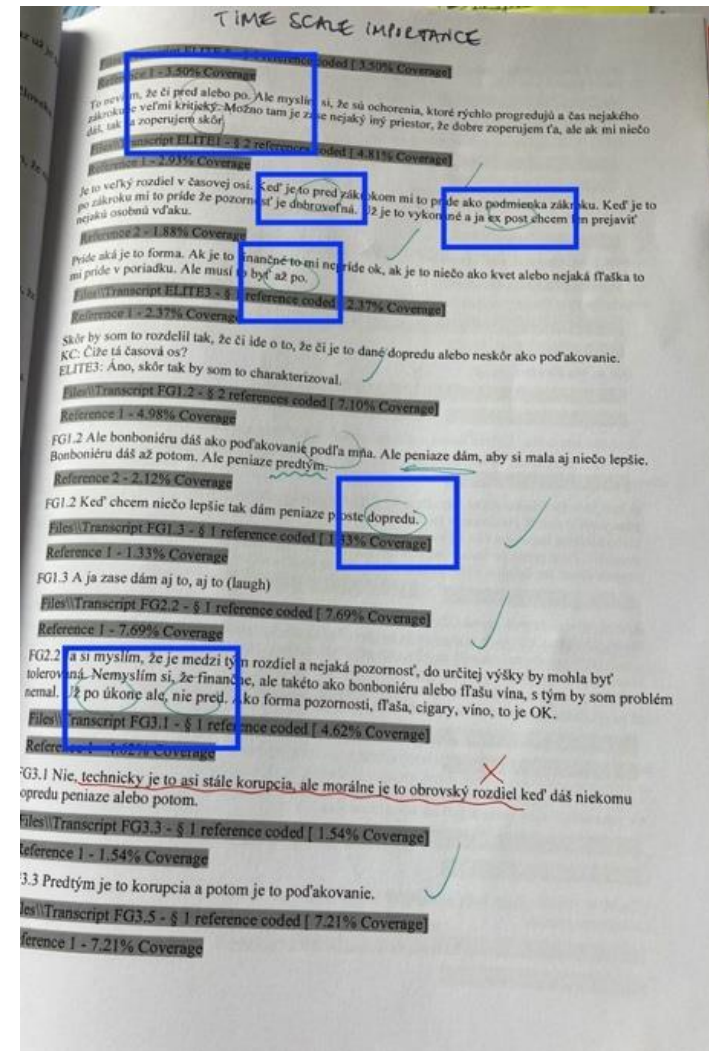 TIME SCALE IMPORTANCE
coded [ 3.50% Coverage]
Reference 1 - 3.50% Coverage
To neviem, že či pred alebo po. Ale myslím si, že sú ochorenia, ktoré rýchlo progredujú a čas nejakého
zákroku je veľmi kritický. Možno tam je zase nejaký iný priestor, že dobre zoperujem ťa, ale ak mi niečo
dáš, tak ťa zoperujem skôr.
Files\\Transcript ELITE1 - § 2 references coded [ 4.81% Coverage]
Reference 1 - 2.93% Coverage
Je to veľký rozdiel v časovej osi. Keď je to pred zákrokom mi to príde ako podmienka zákroku. Keď je to
po zákroku mi to príde že pozornosť je dobrovoľná. Už je to vykonané a ja ex post chcem len prejaviť
nejakú osobnú vďaku.
Reference 2 - 1.88% Coverage
Príde aká je to forma. Ak je to finančné to mi nepríde ok, ak je to niečo ako kvet alebo nejaká fľaška to
mi príde v poriadku. Ale musí to byť až po.
Files\\Transcript ELITE3 - § 1 reference coded [ 2.37% Coverage]
Reference 1 - 2.37% Coverage
Skôr by som to rozdelil tak, že či ide o to, že či je to dané dopredu alebo neskôr ako poďakovanie.
KC: Čiže tá časová os?
ELITE3: Áno, skôr tak by som to charakterizoval.
Files\\Transcript FG1.2 - § 2 references coded [ 7.10% Coverage]
Reference 1 - 4.98% Coverage
FG1.2 Ale bonboniéru dáš ako poďakovanie podľa mňa. Ale peniaze dám, aby si mala aj niečo lepšie.
Bonboniéru dáš až potom. Ale peniaze predtým.
Reference 2 - 2.12% Coverage
FG1.2 Keď chcem niečo lepšie tak dám peniaze proste dopredu.
Files\\Transcript FG1.3 - § 1 reference coded [ 1.33% Coverage]
Reference 1 - 1.33% Coverage
FG1.3 A ja zase dám aj to, aj to (laugh)
Files\\Transcript FG2.2 - § 1 reference coded [ 7.69% Coverage]
Reference 1 - 7.69% Coverage
FG2.2 Ja si myslím, že je medzi tým rozdiel a nejaká pozornosť, do určitej výšky by mohla byť
tolerovaná. Nemyslím si, že finančne, ale takéto ako bonboniéru alebo fľašu vína, s tým by som problém
nemal. Už po úkone ale, nie pred. Ako forma pozornosti, fľaša, cigary, víno, to je OK.
Files\\Transcript FG3.1 - § 1 reference coded [ 4.62% Coverage]
Reference 1 - 4.62% Coverage
FG3.1 Nie, technicky je to asi stále korupcia, ale morálne je to obrovský rozdiel keď dáš niekomu
dopredu peniaze alebo potom.
Files\\Transcript FG3.3 - § 1 reference coded [ 1.54% Coverage]
Reference 1 - 1.54% Coverage
3.3 Predtým je to korupcia a potom je to poďakovanie.
les\\Transcript FG3.5 - § 1 reference coded [ 7.21% Coverage]
ference 1 - 7.21% Coverage